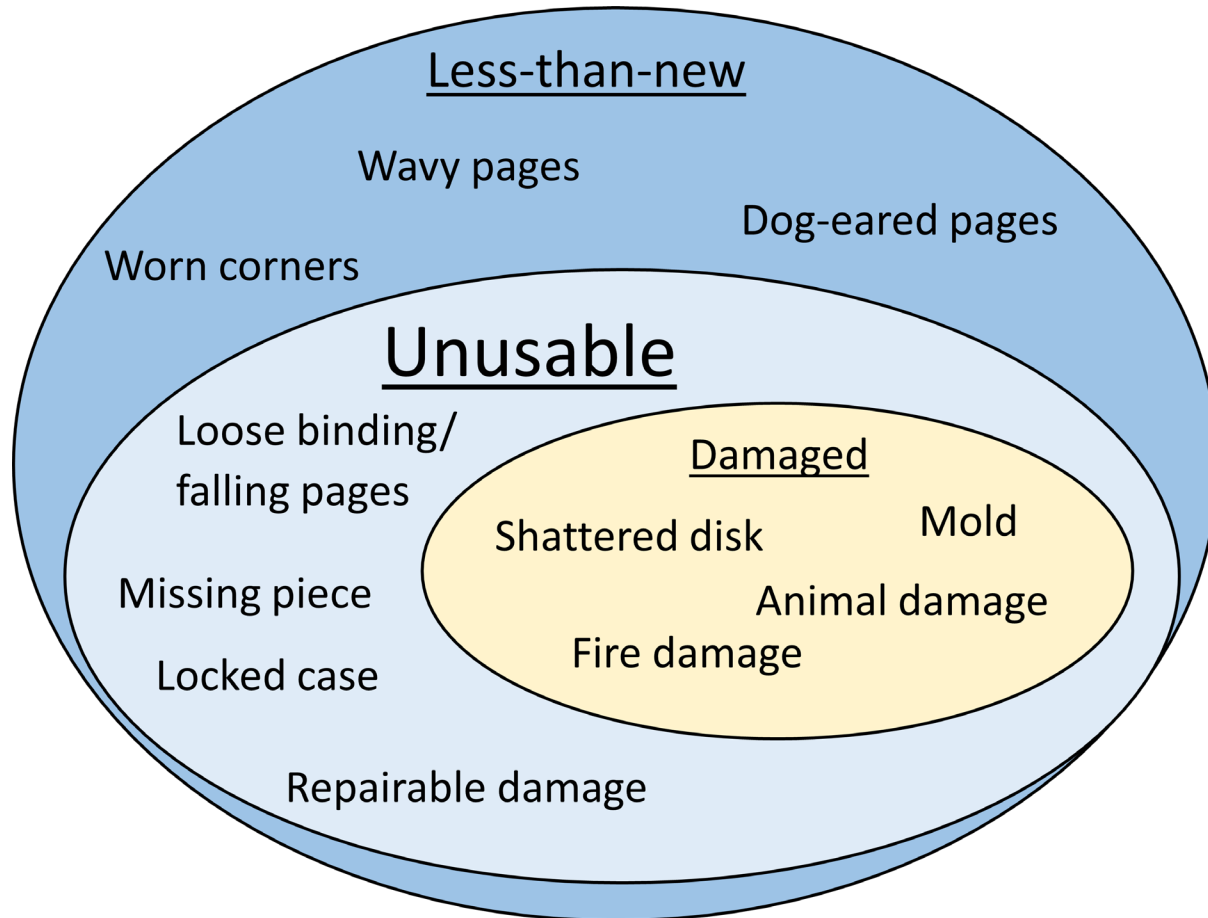 Less-than-new
Wavy pages
Dog-eared pages
Worn corners
Unusable
Loose binding/
falling pages
Damaged
Mold
Shattered disk
Missing piece
Animal damage
Fire damage
Locked case
Repairable damage